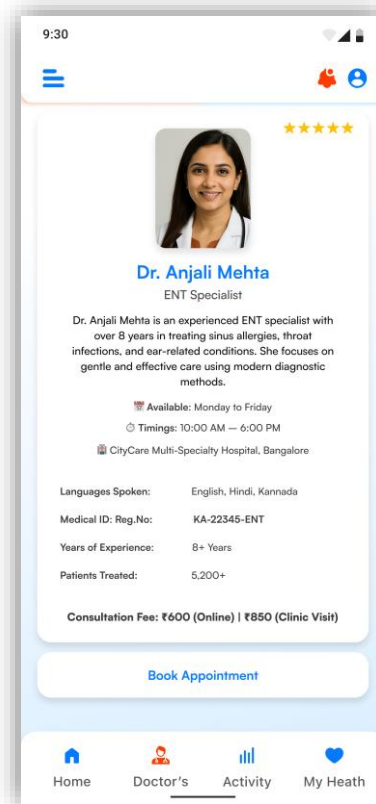 9:30
Dr. Anjali Mehta
ENT Specialist
Dr. Anjali Mehta is an experienced ENT specialist with
over 8 years in treating sinus allergies, throat
infections, and ear-related conditions. She focuses on
gentle and effective care using modern diagnostic
methods.
Available: Monday to Friday
Timings: 10:00 AM – 6:00 PM
CityCare Multi-Specialty Hospital, Bangalore
Languages Spoken: English, Hindi, Kannada
Medical ID: Reg.No: KA-22345-ENT
Years of Experience: 8+ Years
Patients Treated: 5,200+
Consultation Fee: ₹600 (Online) | ₹850 (Clinic Visit)
Book Appointment
Home Doctor's Activity My Heath